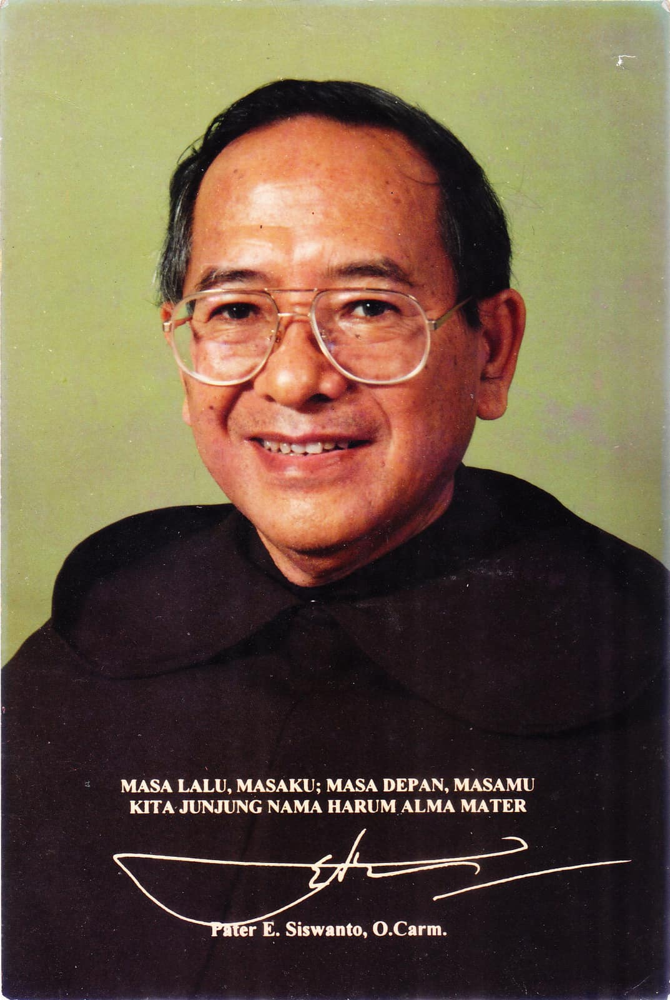 MASA LALU, MASAKU; MASA DEPAN, MASAMU
KITA JUNJUNG NAMA HARUM ALMA MATER
Pater E. Siswanto, O.Carm.